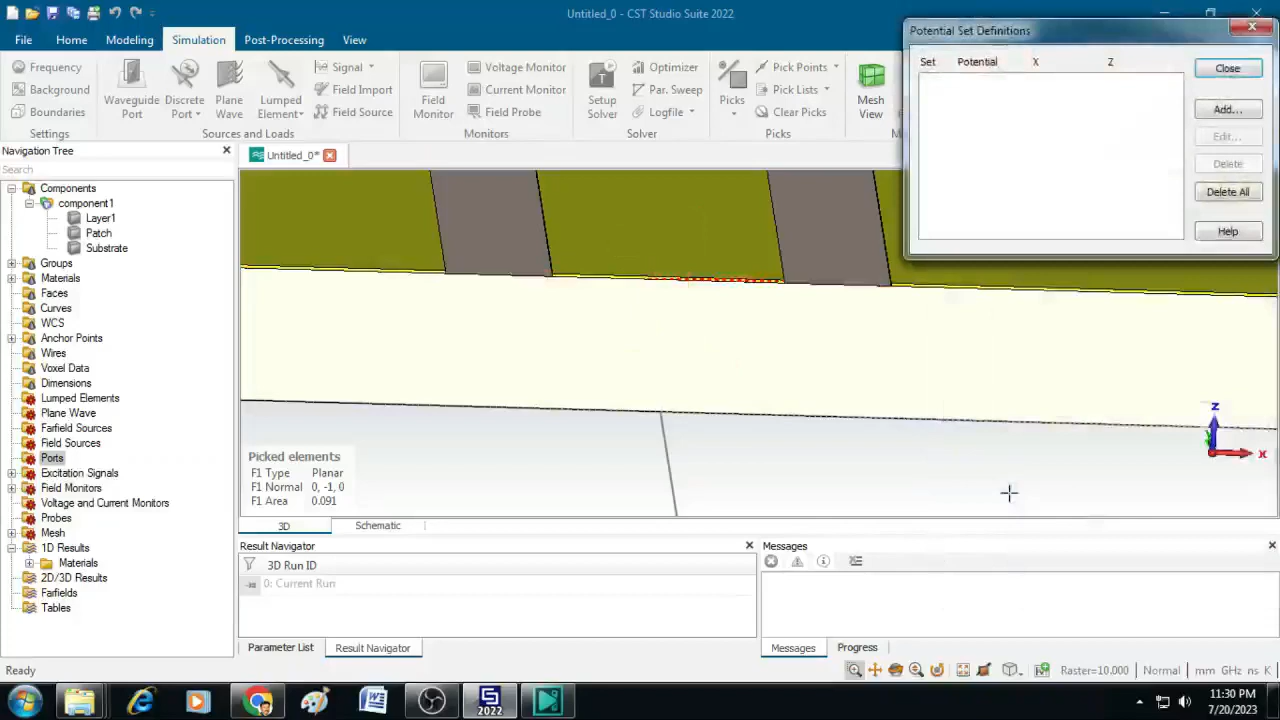 Untitled_0 - CST Studio Suite 2022
File
Home
Modeling
Simulation
Post-Processing
View
Frequency
Background
Boundaries
Settings
Waveguide
Port
Discrete
Port
Plane
Wave
Lumped
Element
Signal
Field Import
Field Source
Sources and Loads
Field
Monitor
Voltage Monitor
Current Monitor
Field Probe
Monitors
Setup
Solver
Optimizer
Par. Sweep
Logfile
Solver
Picks
Pick Points
Pick Lists
Clear Picks
Picks
Mesh
View
Potential Set Definitions
Set Potential X Z
Close
Add...
Edit...
Delete
Delete All
Help
Navigation Tree
Search
Components
component1
Layer1
Patch
Substrate
Groups
Materials
Faces
Curves
WCS
Anchor Points
Wires
Voxel Data
Dimensions
Lumped Elements
Plane Wave
Farfield Sources
Field Sources
Ports
Excitation Signals
Field Monitors
Voltage and Current Monitors
Probes
Mesh
1D Results
Materials
2D/3D Results
Farfields
Tables
Untitled_0*
Picked elements
F1 Type Planar
F1 Normal 0, -1, 0
F1 Area 0.091
z
x
3D
Schematic
Result Navigator
3D Run ID
0: Current Run
Parameter List
Result Navigator
Messages
Messages
Progress
Ready
Raster=10.000 Normal mm GHz ns K
2022
11:30 PM
7/20/2023